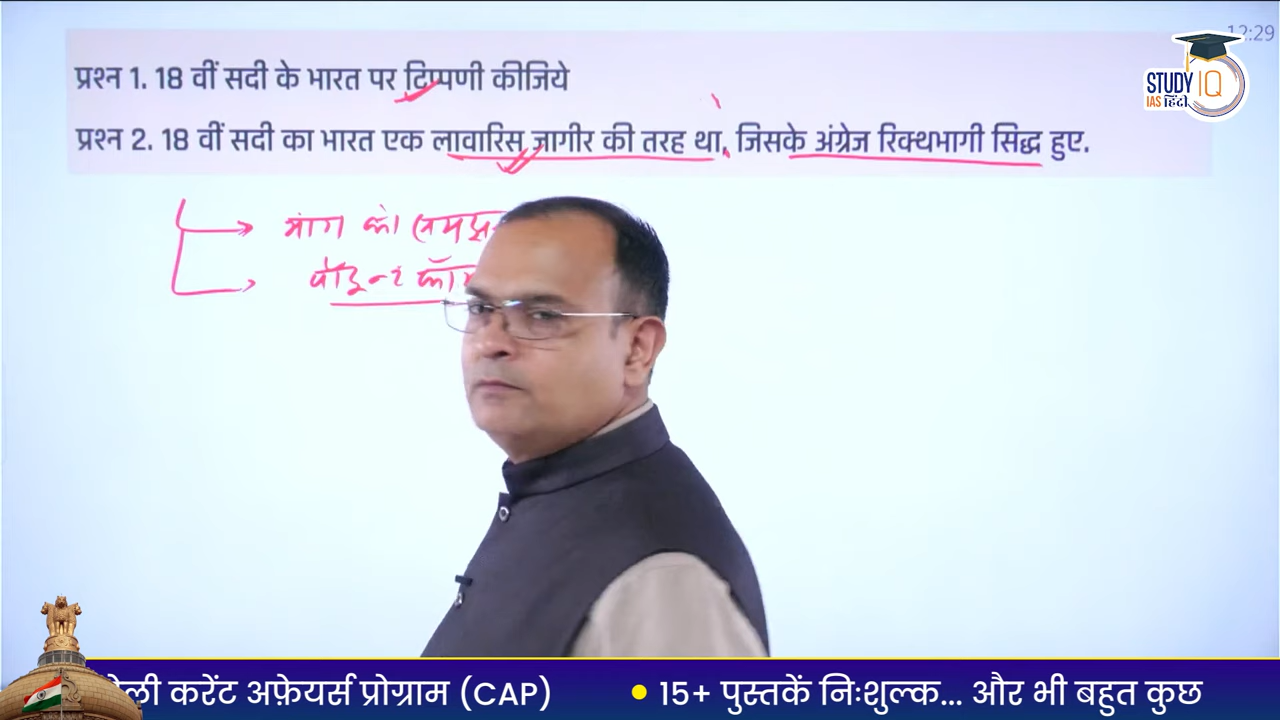 12:29
STUDY IQ
IAS हिंदी
प्रश्न 1. 18 वीं सदी के भारत पर टिप्पणी कीजिये
प्रश्न 2. 18 वीं सदी का भारत एक लावारिस जागीर की तरह था, जिसके अंग्रेज रिक्थभागी सिद्ध हुए.
मांग को
पॉइन्ट
ली करेंट अफ़ेयर्स प्रोग्राम (CAP) • 15+ पुस्तकें निःशुल्क... और भी बहुत कुछ